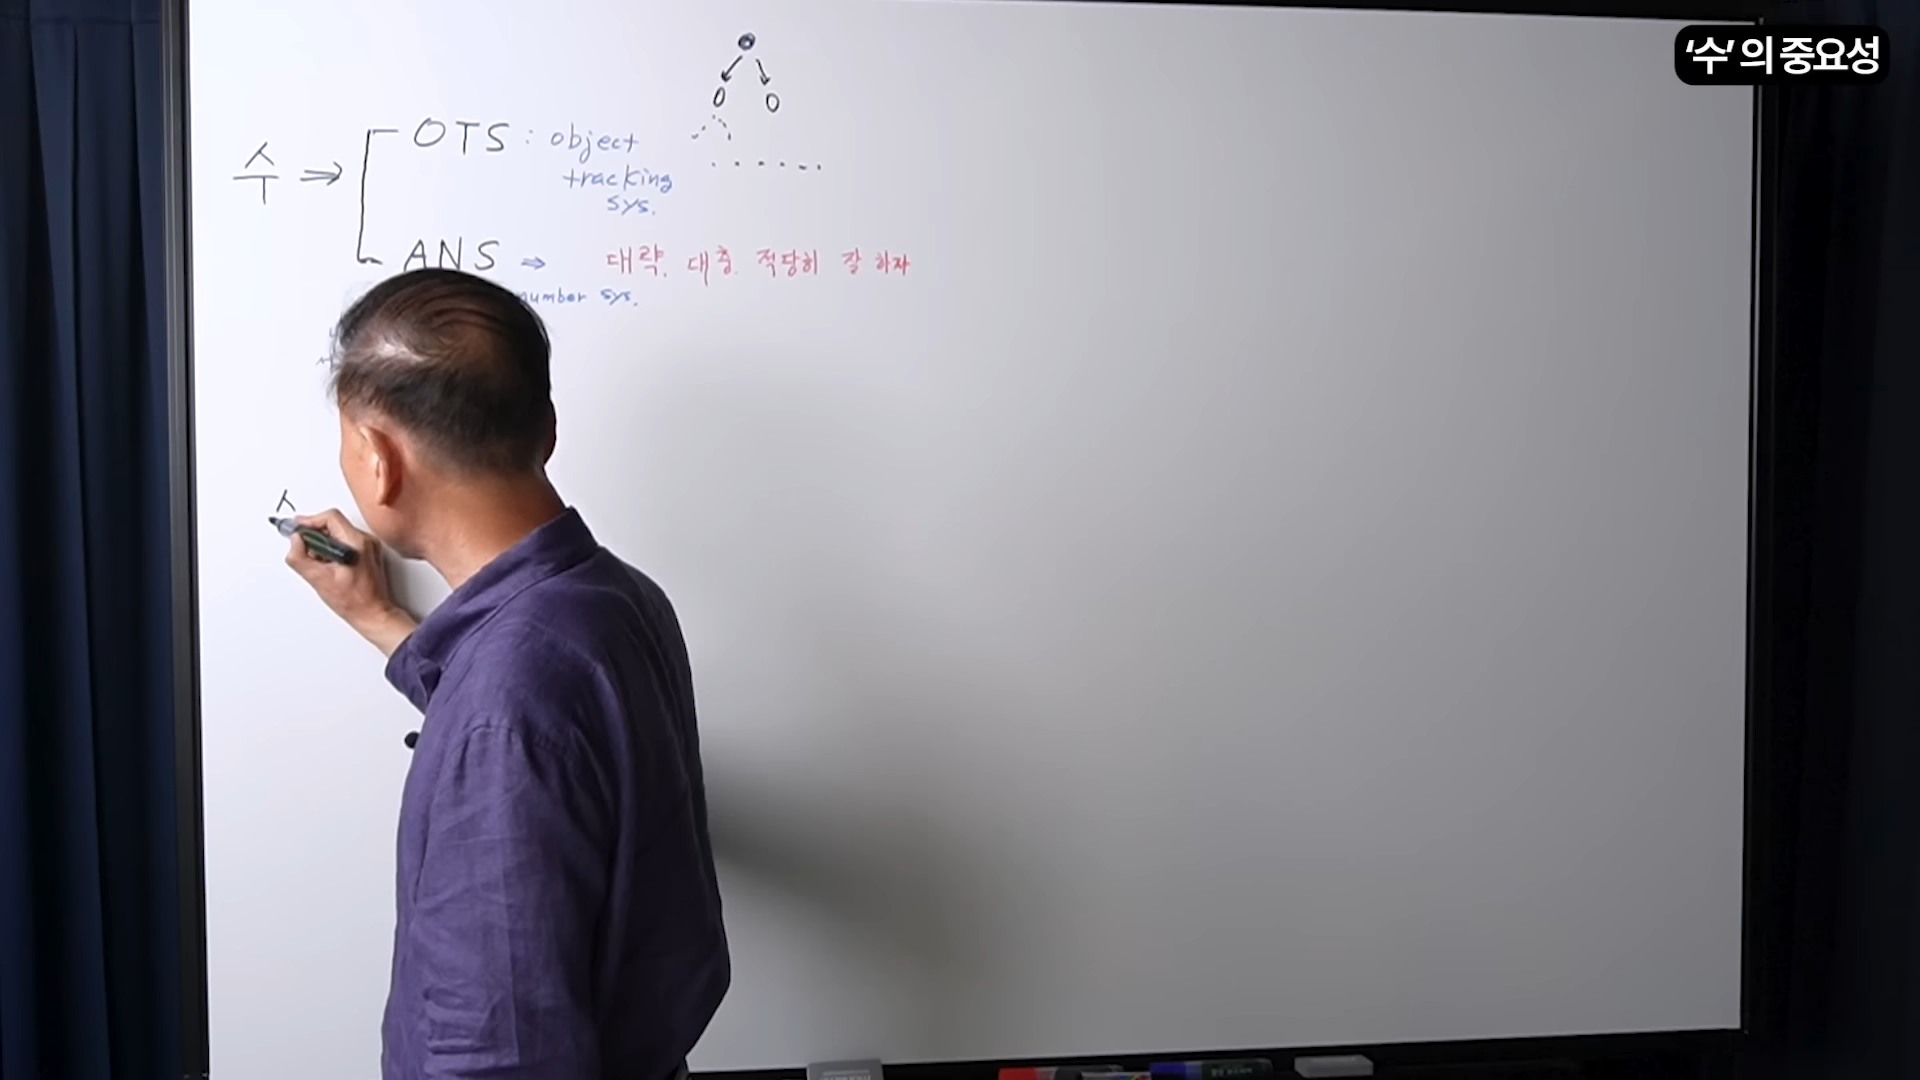 ‘수’의 중요성
수 ⇒
OTS : object
tracking
sys.
ANS ⇒ 대략. 대충. 적당히 잘 하자
number sys.